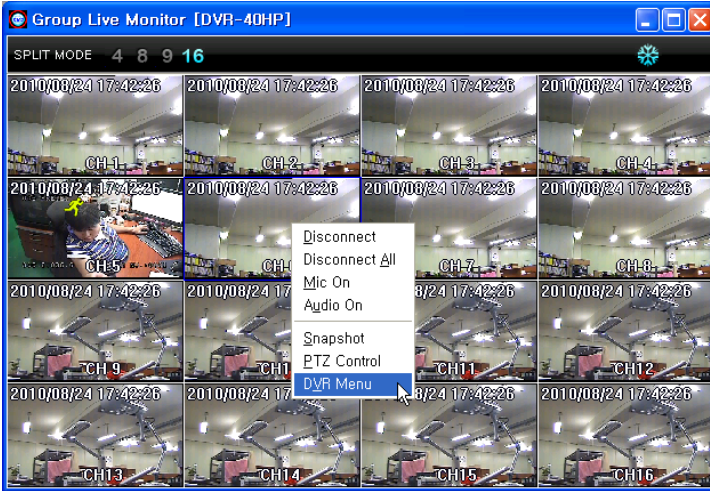 Group Live Monitor [DVR-40HP]
SPLIT MODE 4 8 9 16
2010/08/24 17:42:26 2010/08/24 17:42:26 2010/08/24 17:42:26 2010/08/24 17:42:26
CH-1 CH-2 CH-3 CH-4
2010/08/24 17:42:26 2010/08/24 17:42:26 2010/08/24 17:42:26 2010/08/24 17:42:26
CH-5 CH-7 CH-8
Disconnect
Disconnect All
Mic On
Audio On
Snapshot
PTZ Control
DVR Menu
2010/08/24 17:42:26 2010/08/24 17 8/24 17:42:26 2010/08/24 17:42:26
CH 9 CH1 CH11 CH12
2010/08/24 17:42:26 2010/08/24 17 8/24 17:42:26 2010/08/24 17:42:26
CH13 CH14 CH15 CH16